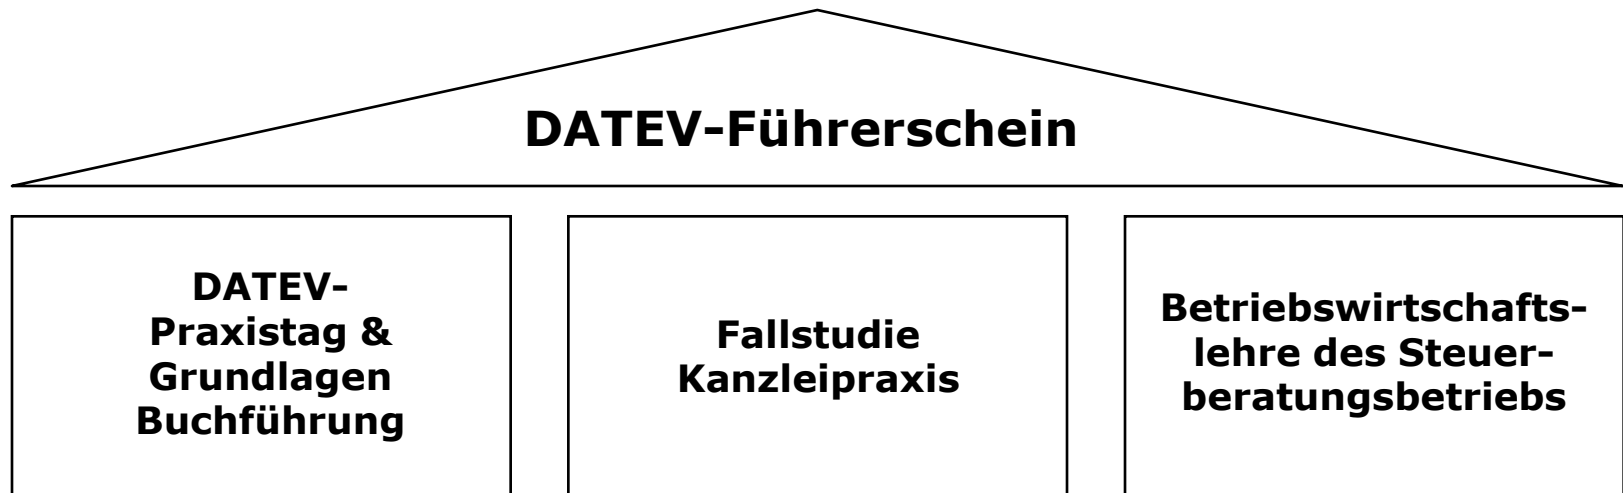 DATEV-Führerschein
DATEV-
Praxistag &
Grundlagen
Buchführung
Fallstudie
Kanzleipraxis
Betriebswirtschafts-
lehre des Steuer-
beratungsbetriebs